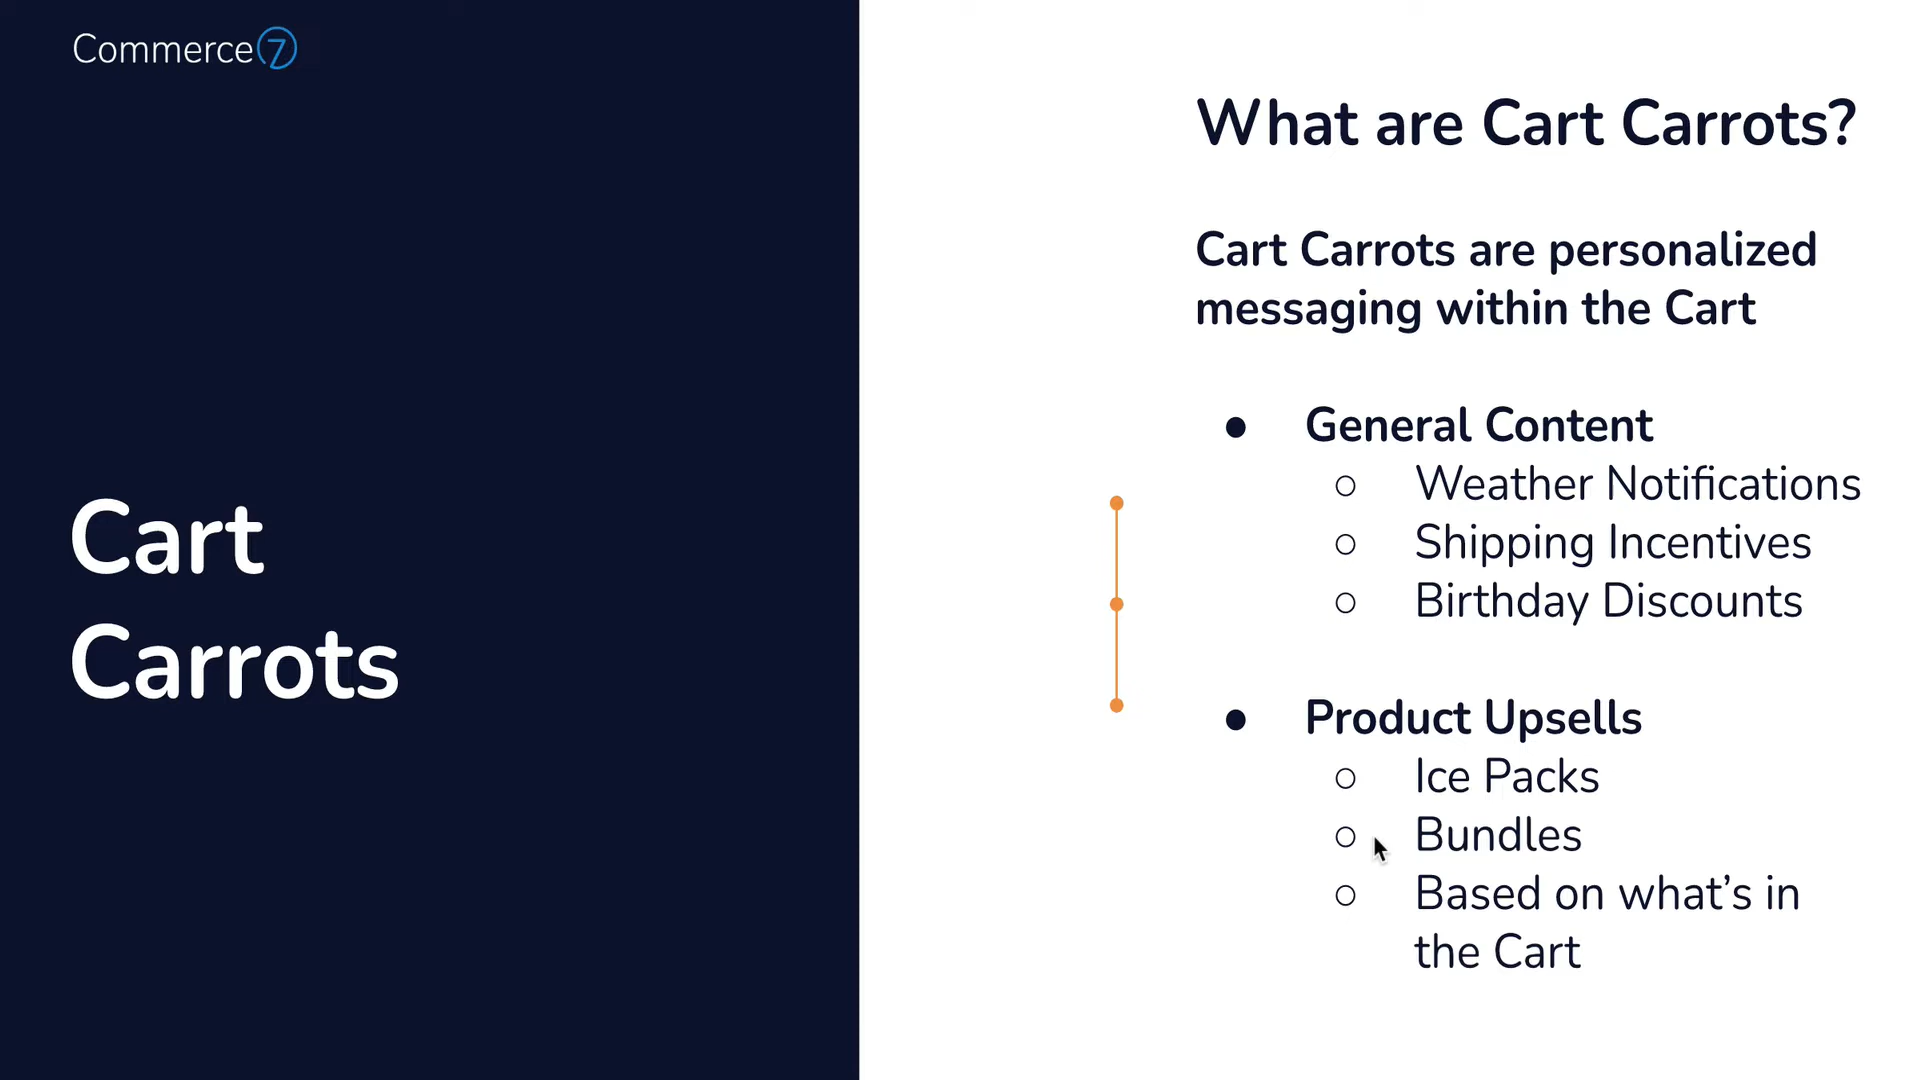 Commerce7
Cart
Carrots
What are Cart Carrots?
Cart Carrots are personalized
messaging within the Cart
● General Content
○ Weather Notifications
○ Shipping Incentives
○ Birthday Discounts
● Product Upsells
○ Ice Packs
○ Bundles
○ Based on what’s in
the Cart